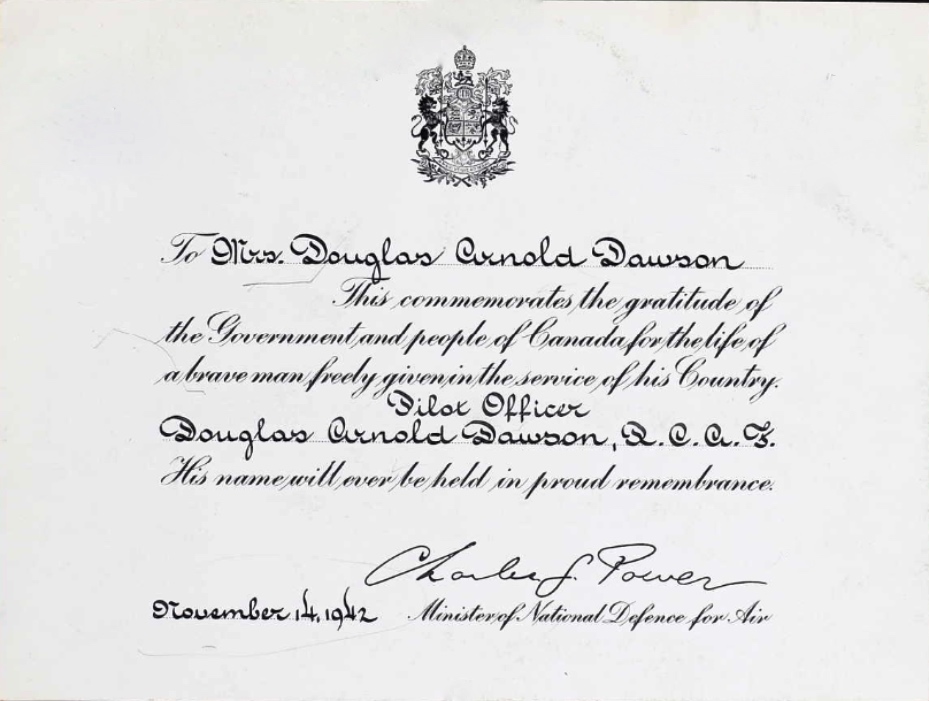 To Mrs. Douglas Arnold Dawson
This commemorates the gratitude of
the Government and people of Canada for the life of
a brave man freely given in the service of his Country.
Pilot Officer
Douglas Arnold Dawson, R.C.A.F.
His name will ever be held in proud remembrance.
Charles G. Power
November 14, 1942 Minister of National Defence for Air